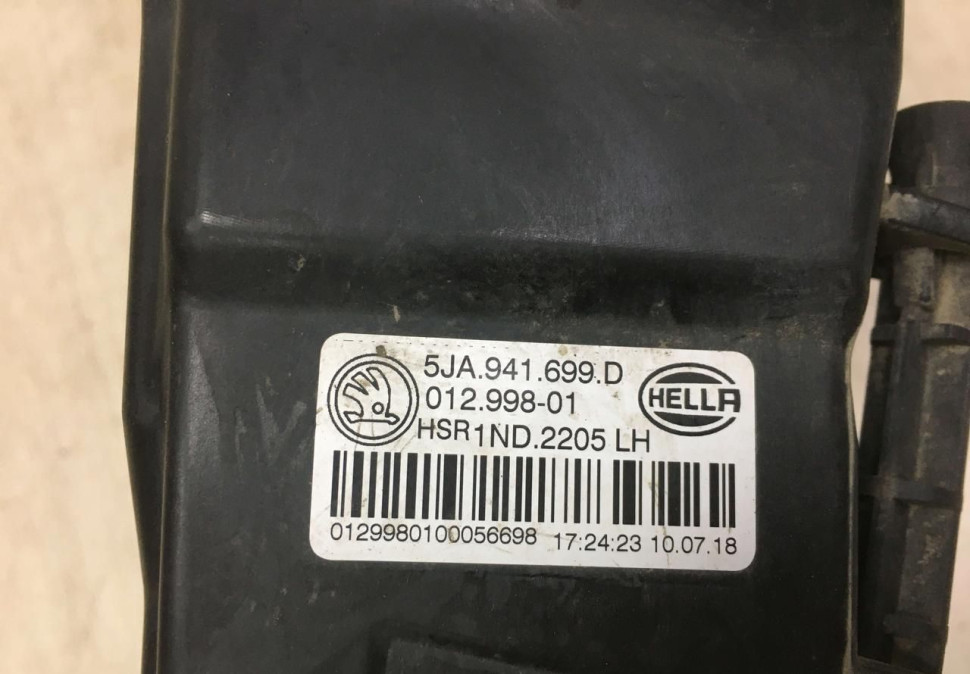 5JA.941.699.D
012.998-01
HELLA
HSR1ND.2205 LH
0129980100056698 17:24:23 10.07.18